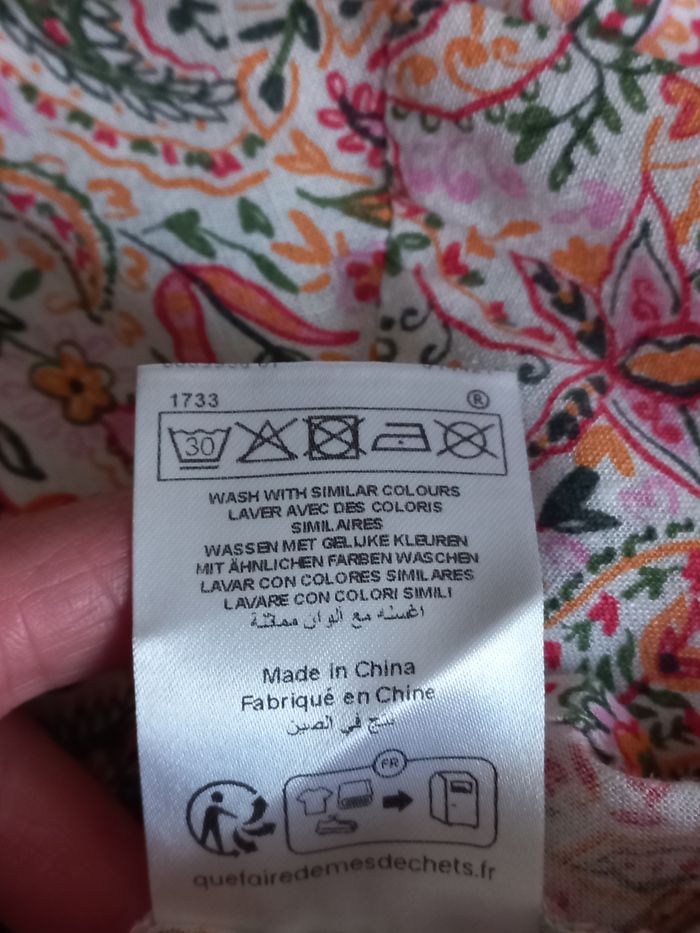 1733 ®
30
WASH WITH SIMILAR COLOURS
LAVER AVEC DES COLORIS
SIMILAIRES
WASSEN MET GELIJKE KLEUREN
MIT ÄHNLICHEN FARBEN WASCHEN
LAVAR CON COLORES SIMILARES
LAVARE CON COLORI SIMILI
اغسله مع ألوان مماثلة
Made in China
Fabriqué en Chine
صنع في الصين
FR
quefairedemesdechets.fr